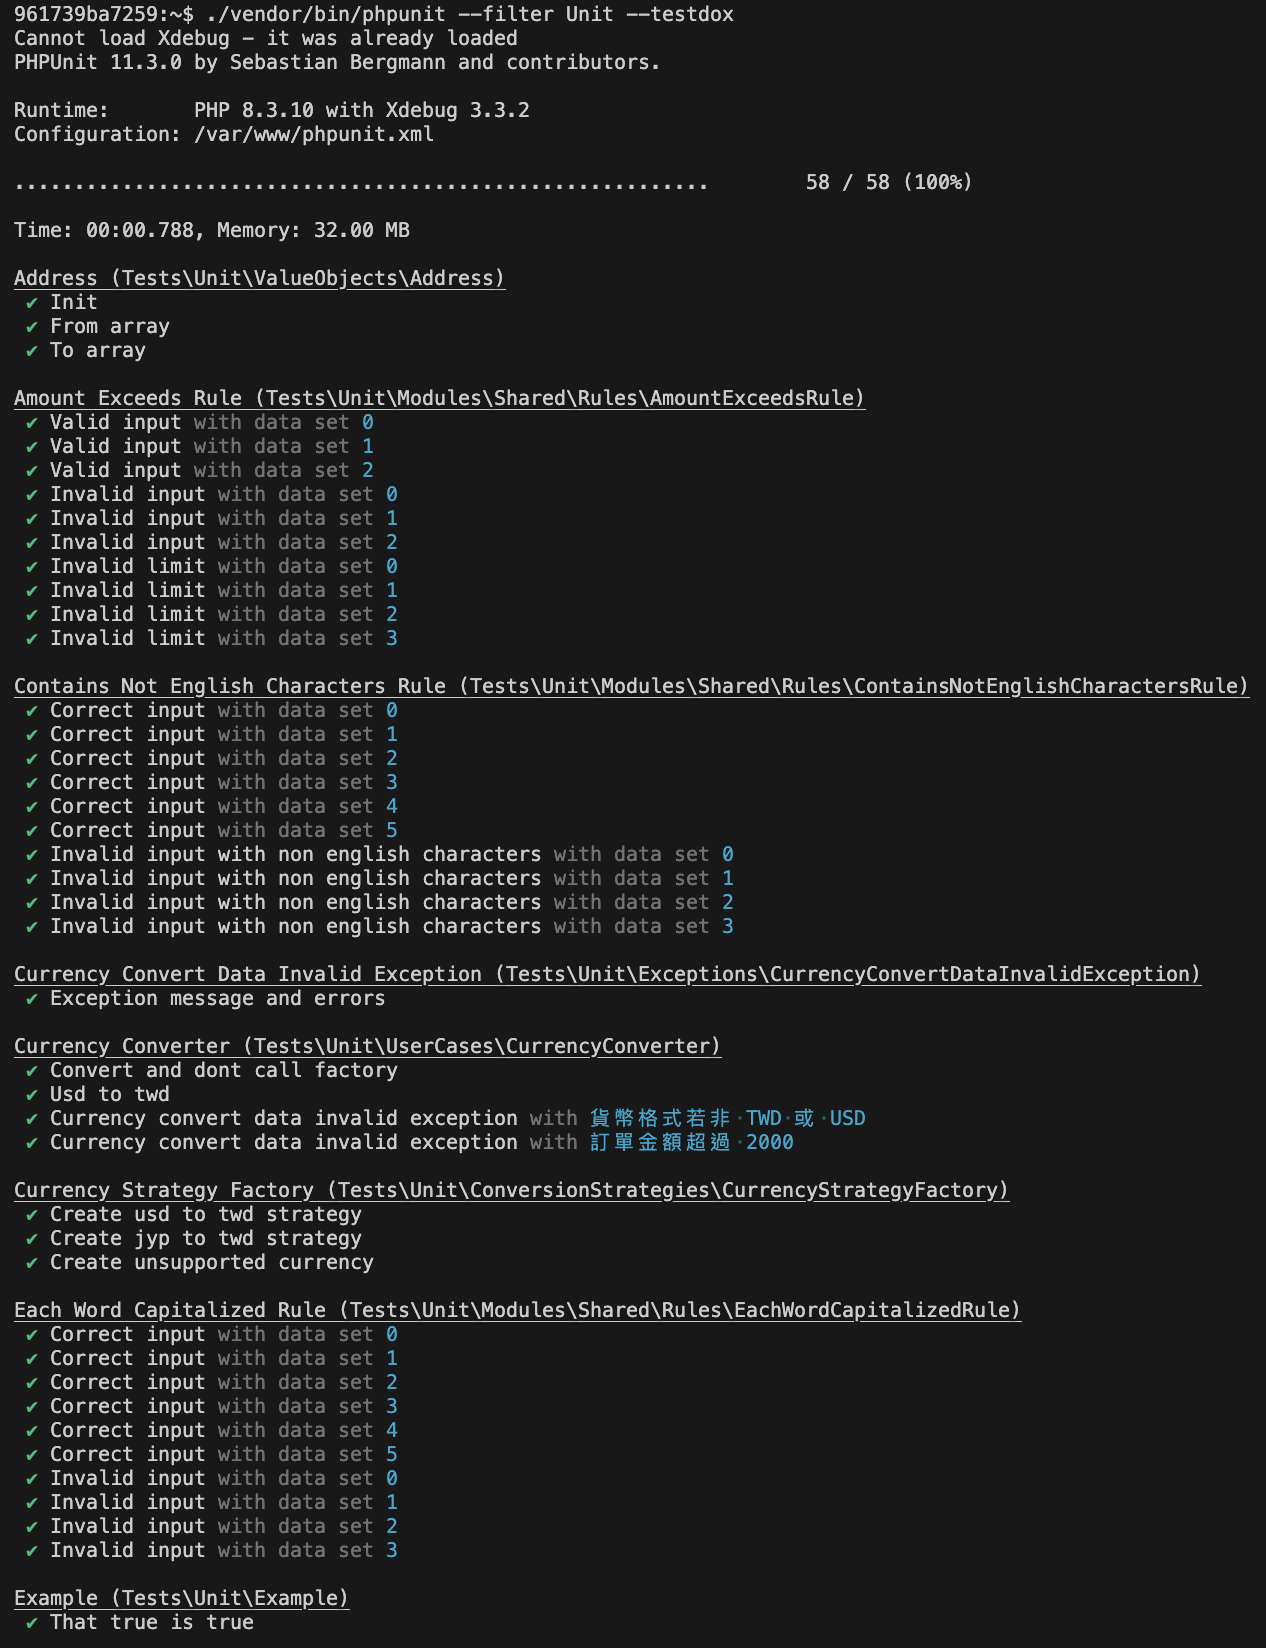 961739ba7259:~$ ./vendor/bin/phpunit --filter Unit --testdox
Cannot load Xdebug - it was already loaded
PHPUnit 11.3.0 by Sebastian Bergmann and contributors.
Runtime:       PHP 8.3.10 with Xdebug 3.3.2
Configuration: /var/www/phpunit.xml
..........................................................        58 / 58 (100%)
Time: 00:00.788, Memory: 32.00 MB
Address (Tests\Unit\ValueObjects\Address)
✔ Init
✔ From array
✔ To array
Amount Exceeds Rule (Tests\Unit\Modules\Shared\Rules\AmountExceedsRule)
✔ Valid input with data set 0
✔ Valid input with data set 1
✔ Valid input with data set 2
✔ Invalid input with data set 0
✔ Invalid input with data set 1
✔ Invalid input with data set 2
✔ Invalid limit with data set 0
✔ Invalid limit with data set 1
✔ Invalid limit with data set 2
✔ Invalid limit with data set 3
Contains Not English Characters Rule (Tests\Unit\Modules\Shared\Rules\ContainsNotEnglishCharactersRule)
✔ Correct input with data set 0
✔ Correct input with data set 1
✔ Correct input with data set 2
✔ Correct input with data set 3
✔ Correct input with data set 4
✔ Correct input with data set 5
✔ Invalid input with non english characters with data set 0
✔ Invalid input with non english characters with data set 1
✔ Invalid input with non english characters with data set 2
✔ Invalid input with non english characters with data set 3
Currency Convert Data Invalid Exception (Tests\Unit\Exceptions\CurrencyConvertDataInvalidException)
✔ Exception message and errors
Currency Converter (Tests\Unit\UserCases\CurrencyConverter)
✔ Convert and dont call factory
✔ Usd to twd
✔ Currency convert data invalid exception with 貨幣格式若非·TWD·或·USD
✔ Currency convert data invalid exception with 訂單金額超過·2000
Currency Strategy Factory (Tests\Unit\ConversionStrategies\CurrencyStrategyFactory)
✔ Create usd to twd strategy
✔ Create jyp to twd strategy
✔ Create unsupported currency
Each Word Capitalized Rule (Tests\Unit\Modules\Shared\Rules\EachWordCapitalizedRule)
✔ Correct input with data set 0
✔ Correct input with data set 1
✔ Correct input with data set 2
✔ Correct input with data set 3
✔ Correct input with data set 4
✔ Correct input with data set 5
✔ Invalid input with data set 0
✔ Invalid input with data set 1
✔ Invalid input with data set 2
✔ Invalid input with data set 3
Example (Tests\Unit\Example)
✔ That true is true